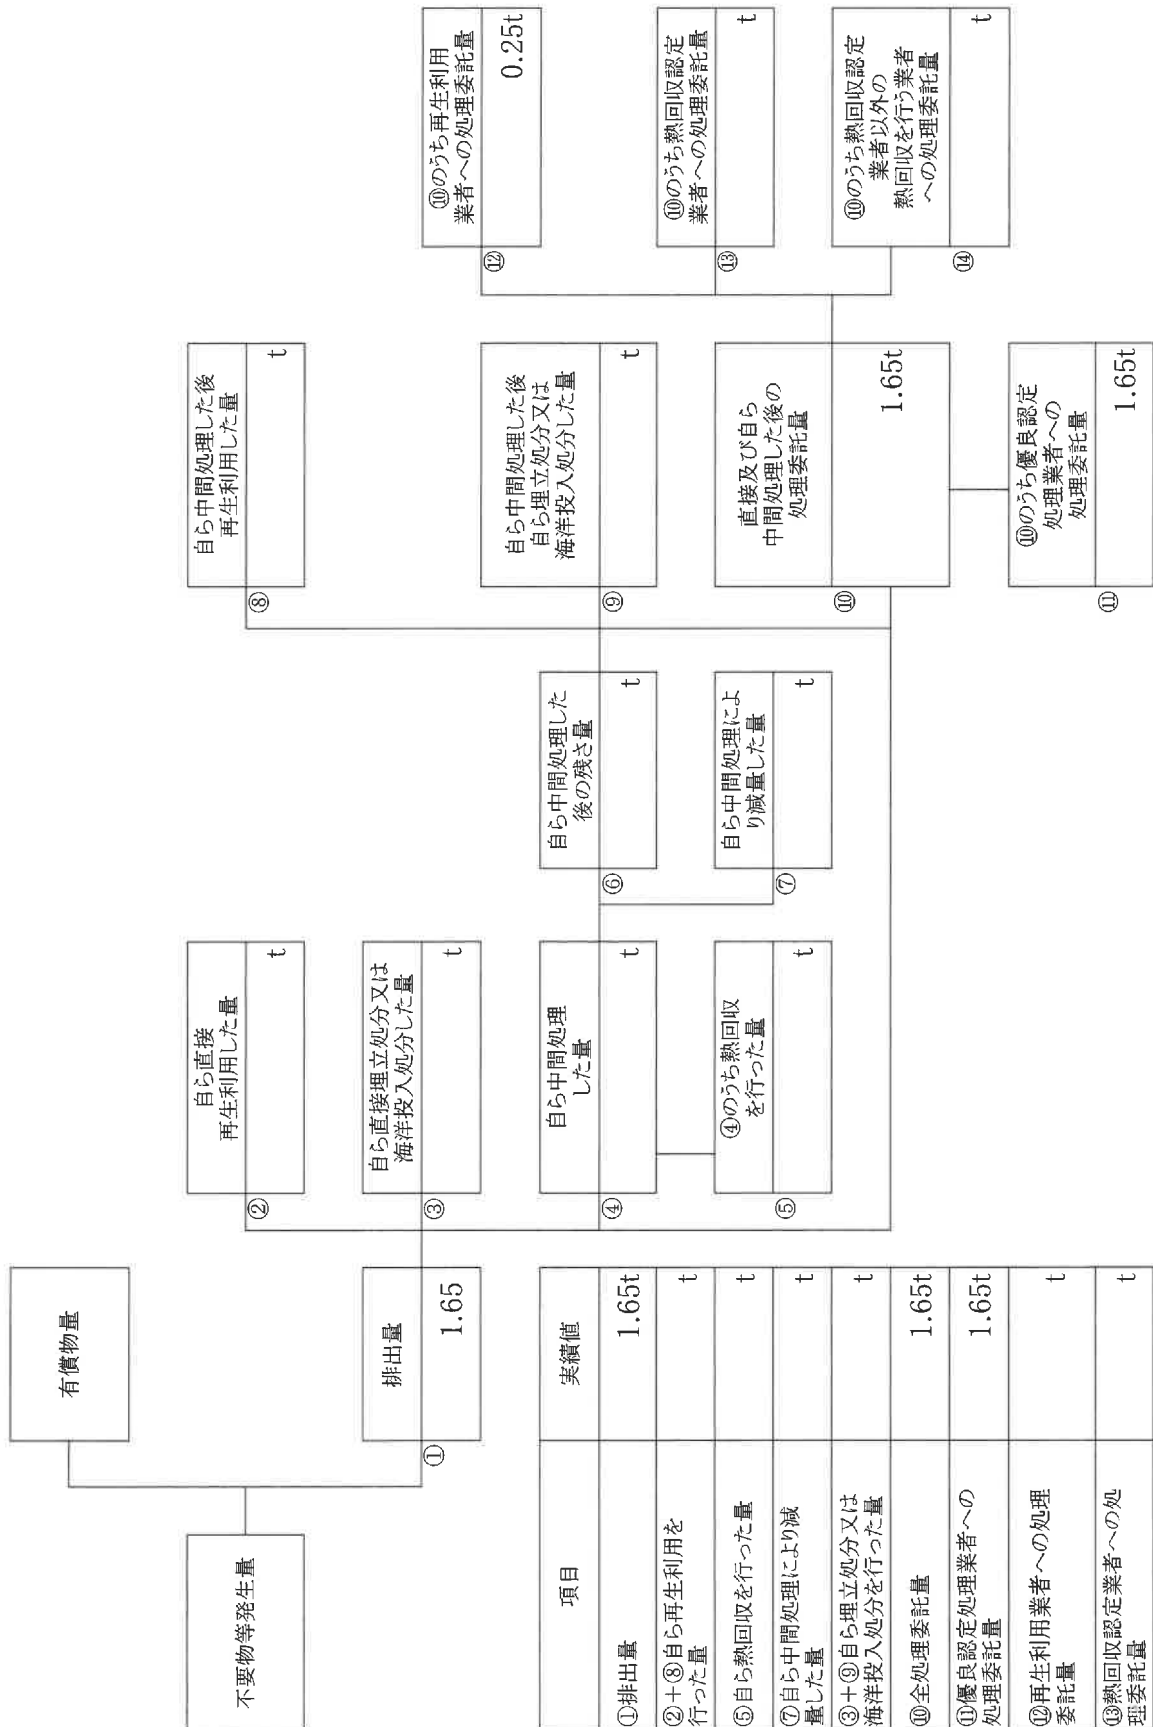 不要物等発生量
有償物量
①
排出量
1.65
②
自ら直接
再生利用した量
t
③
自ら直接埋立処分又は
海洋投入処分した量
t
④
自ら中間処理
した量
t
⑤
④のうち熱回収
を行った量
t
⑥
自ら中間処理した
後の残さ量
t
⑦
自ら中間処理によ
り減量した量
t
⑧
自ら中間処理した後
再生利用した量
t
⑨
自ら中間処理した後
自ら埋立処分又は
海洋投入処分した量
t
⑩
直接及び自ら
中間処理した後の
処理委託量
1.65t
⑪
⑩のうち優良認定
処理業者への
処理委託量
1.65t
⑫
⑩のうち再生利用
業者への処理委託量
0.25t
⑬
⑩のうち熱回収認定
業者への処理委託量
t
⑭
⑩のうち熱回収認定
業者以外の
熱回収を行う業者
への処理委託量
t
項目 実績値
①排出量 1.65t
②+⑧自ら再生利用を
行った量 t
⑤自ら熱回収を行った量 t
⑦自ら中間処理により減
量した量 t
③+⑨自ら埋立処分又は
海洋投入処分を行った量 t
⑩全処理委託量 1.65t
⑪優良認定処理業者への
処理委託量 1.65t
⑫再生利用業者への処理
委託量 t
⑬熱回収認定業者への処
理委託量 t